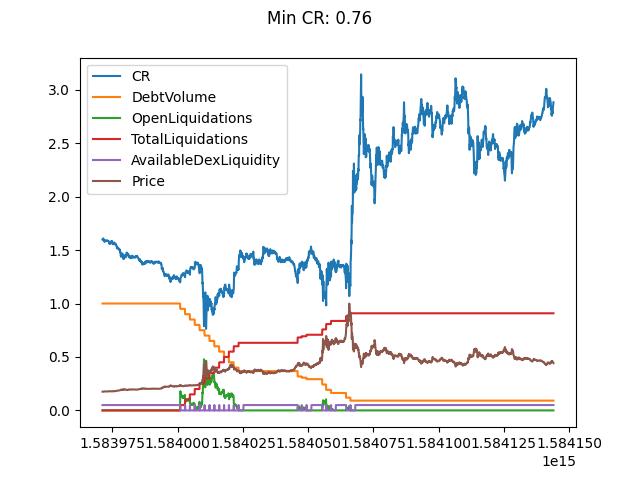 Min CR: 0.76
CR
DebtVolume
OpenLiquidations
TotalLiquidations
AvailableDexLiquidity
Price
3.0
2.5
2.0
1.5
1.0
0.5
0.0
1.583975 1.584000 1.584025 1.584050 1.584075 1.584100 1.584125 1.584150
1e15